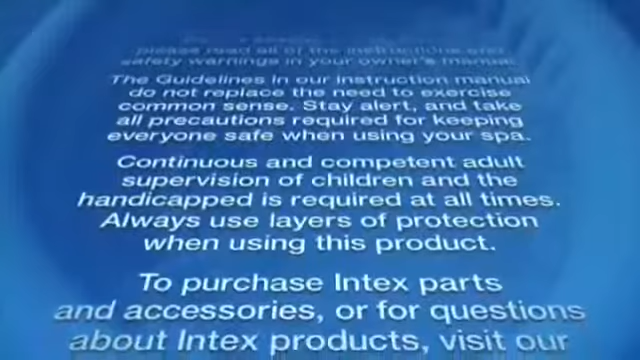 please read all of the instructions and
safety warnings in your owner's manual.
The Guidelines in our instruction manual
do not replace the need to exercise
common sense. Stay alert, and take
all precautions required for keeping
everyone safe when using your spa.
Continuous and competent adult
supervision of children and the
handicapped is required at all times.
Always use layers of protection
when using this product.
To purchase Intex parts
and accessories, or for questions
about Intex products, visit our